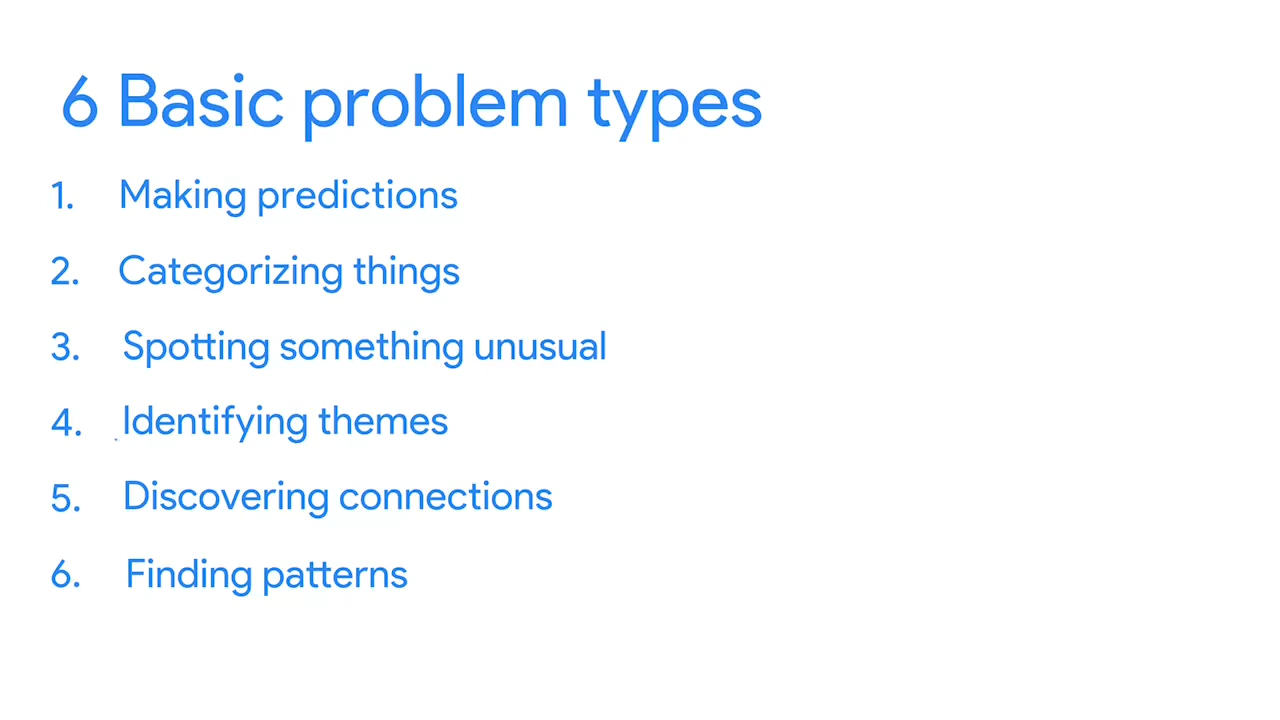 6 Basic problem types
1. Making predictions
2. Categorizing things
3. Spotting something unusual
4. Identifying themes
5. Discovering connections
6. Finding patterns